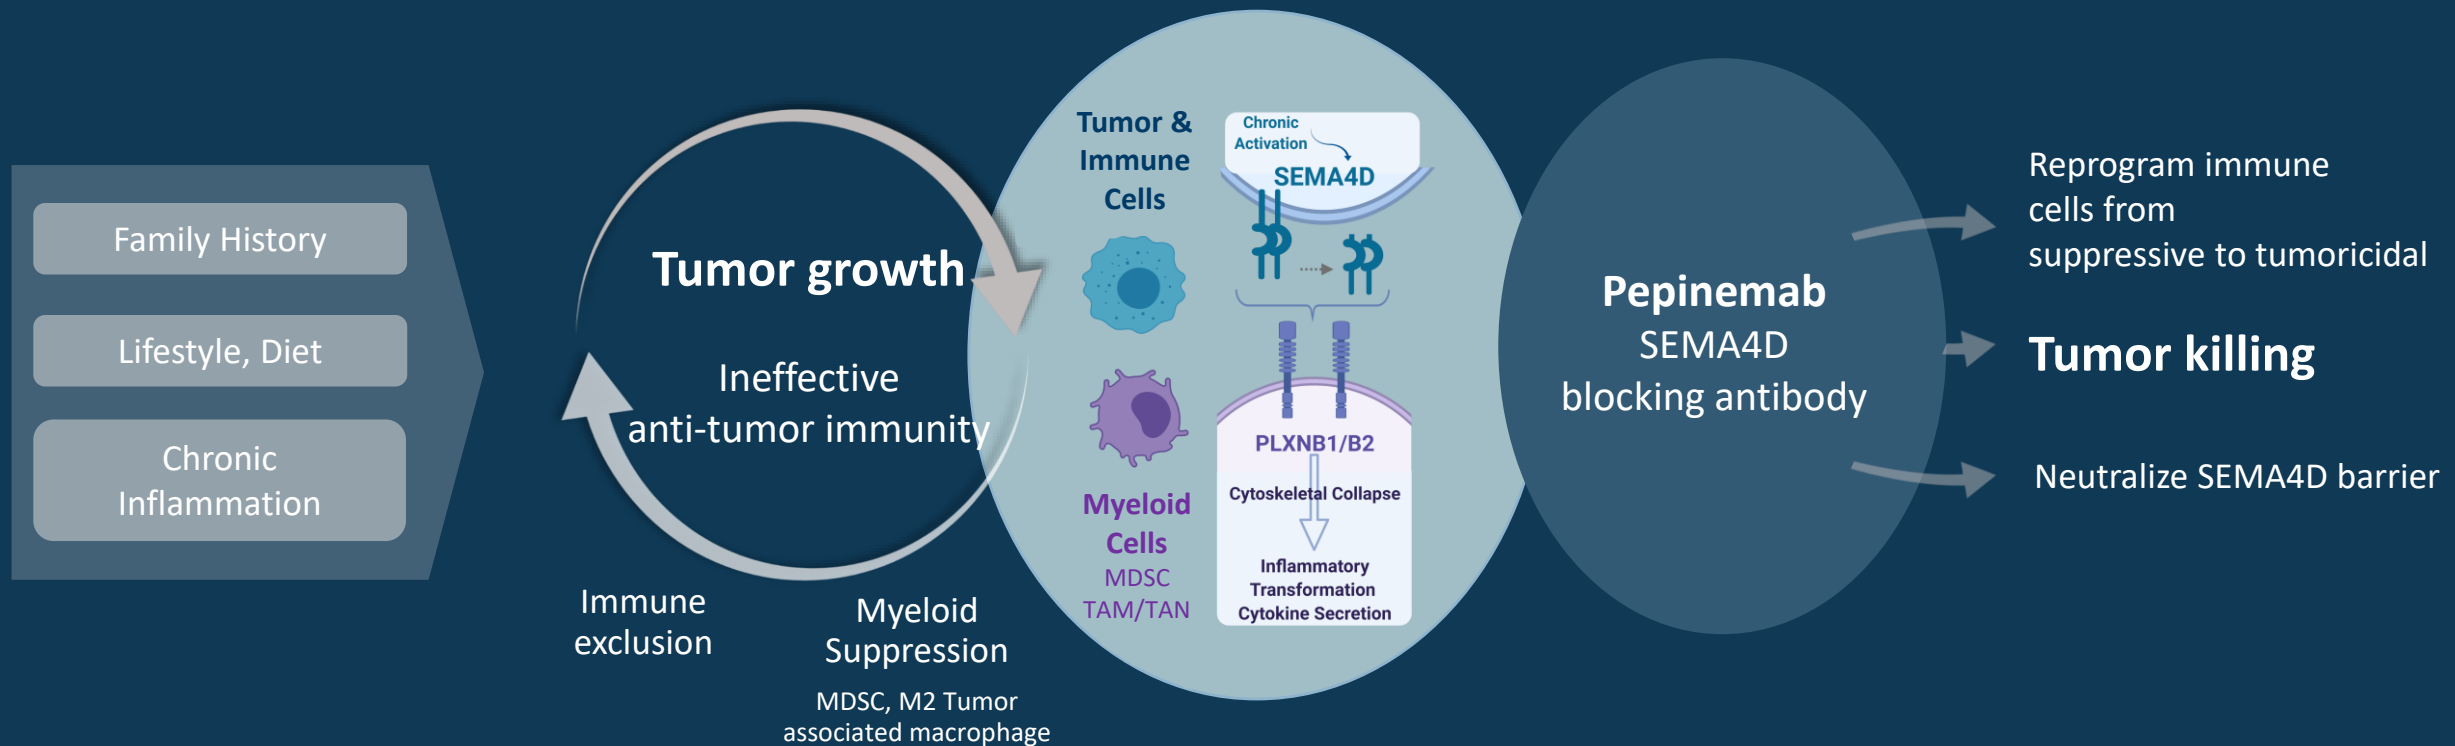 Family History
Lifestyle, Diet
Chronic
Inflammation
Tumor growth
Ineffective
anti-tumor immunity
Immune
exclusion
Myeloid
Suppression
MDSC, M2 Tumor
associated macrophage
Tumor &
Immune
Cells
Myeloid
Cells
MDSC
TAM/TAN
Chronic
Activation
SEMA4D
PLXNB1/B2
Cytoskeletal Collapse
Inflammatory
Transformation
Cytokine Secretion
Pepinemab
SEMA4D
blocking antibody
Reprogram immune
cells from
suppressive to tumoricidal
Tumor killing
Neutralize SEMA4D barrier